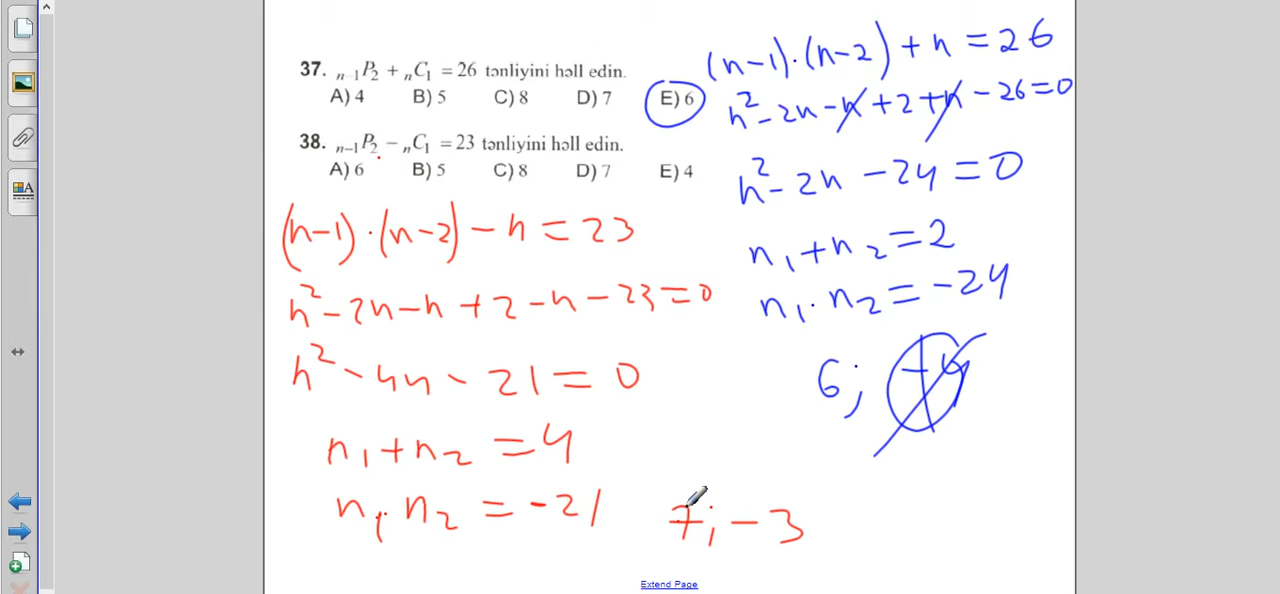 37. n−1P2 + nC1 = 26 tənliyini həll edin.
A) 4 B) 5 C) 8 D) 7 E) 6
38. n−1P2 − nC1 = 23 tənliyini həll edin.
A) 6 B) 5 C) 8 D) 7 E) 4
(n−1)·(n−2)+n=26
n²−2n−n+2+n−26=0
n²−2n−24=0
n1+n2=2
n1·n2=−24
6; −4
(n−1)·(n−2)−n=23
n²−2n−n+2−n−23=0
n²−4n−21=0
n1+n2=4
n1·n2=−21
7; −3
Extend Page